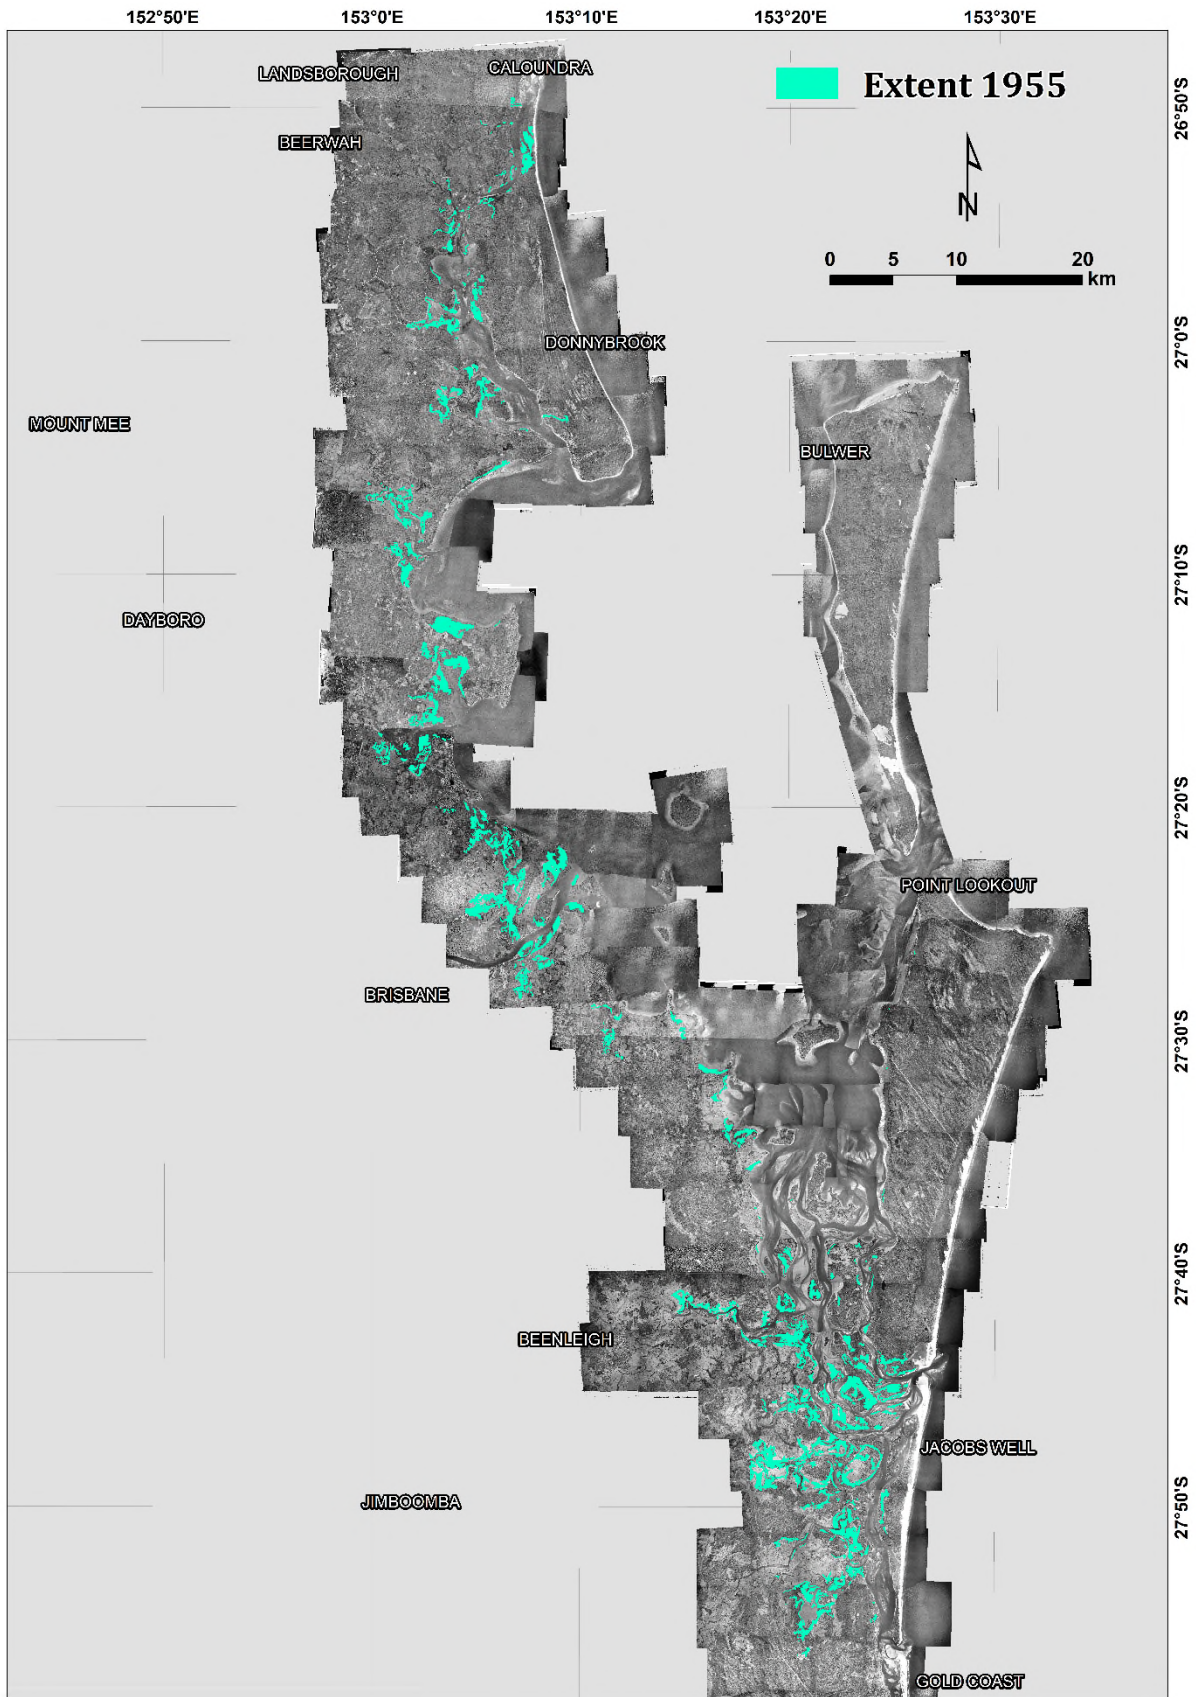 152°50'E 153°0'E 153°10'E 153°20'E 153°30'E
LANDSBOROUGH
CALOUNDRA
Extent 1955
26°50'S
BEERWAH
N
0 5 10 20
km
DONNYBROOK
27°0'S
MOUNT MEE
BULWER
27°10'S
DAYBORO
27°20'S
POINT LOOKOUT
BRISBANE
27°30'S
27°40'S
BEENLEIGH
JACOBS WELL
JIMBOOMBA
27°50'S
GOLD COAST